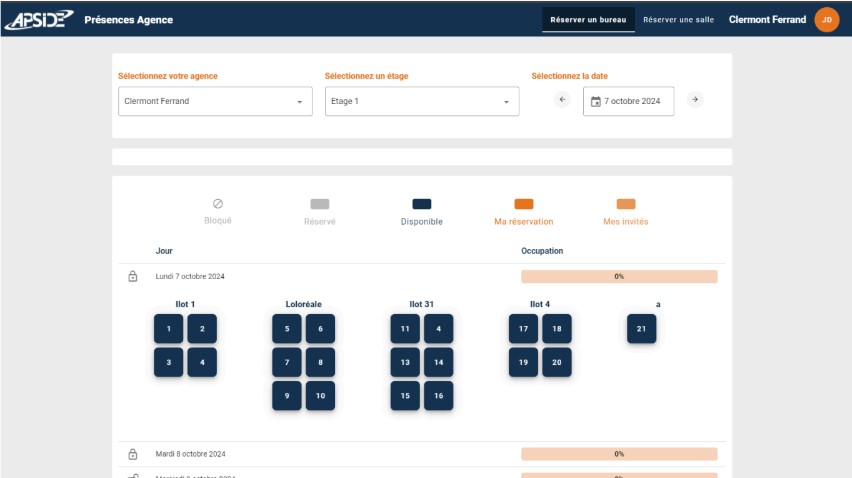 APSIDE Présences Agence Réserver un bureau Réserver une salle Clermont Ferrand JD
Sélectionnez votre agence Sélectionnez un étage Sélectionnez la date
Clermont Ferrand Etage 1 7 octobre 2024
Bloqué Réservé Disponible Ma réservation Mes invités
Jour Occupation
Lundi 7 octobre 2024 0%
Ilot 1 Loloréale Ilot 31 Ilot 4 a
1 2 5 6 11 4 17 18 21
3 4 7 8 13 14 19 20
9 10 15 16
Mardi 8 octobre 2024 0%
Mercredi 9 octobre 2024 0%